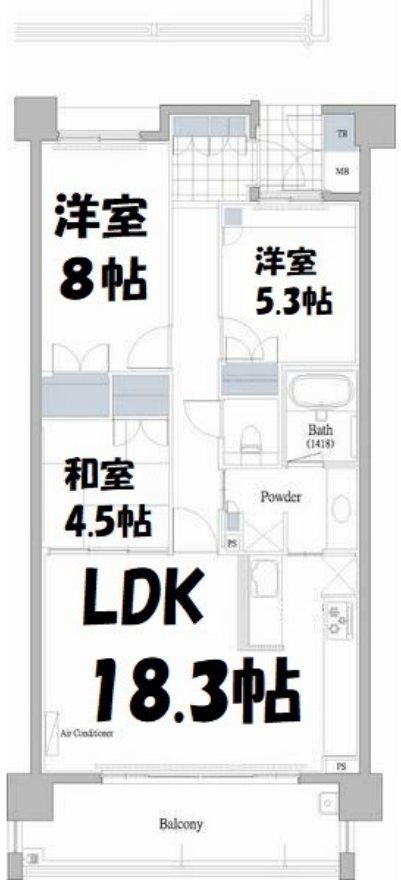 TR
MB
洋室
8帖
洋室
5.3帖
Bath
(1418)
和室
4.5帖
Powder
PS
LDK
18.3帖
Air Conditioner
PS
Balcony